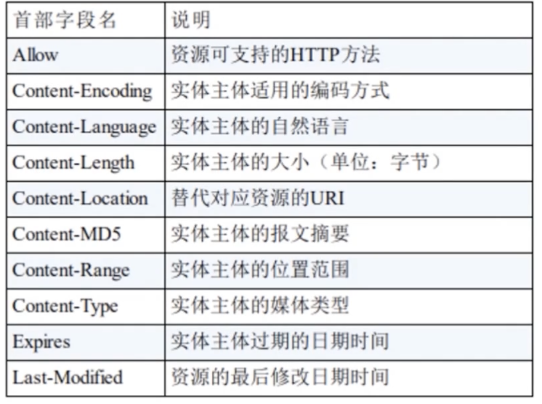 首部字段名 说明
Allow 资源可支持的HTTP方法
Content-Encoding 实体主体适用的编码方式
Content-Language 实体主体的自然语言
Content-Length 实体主体的大小（单位：字节）
Content-Location 替代对应资源的URI
Content-MD5 实体主体的报文摘要
Content-Range 实体主体的位置范围
Content-Type 实体主体的媒体类型
Expires 实体主体过期的日期时间
Last-Modified 资源的最后修改日期时间